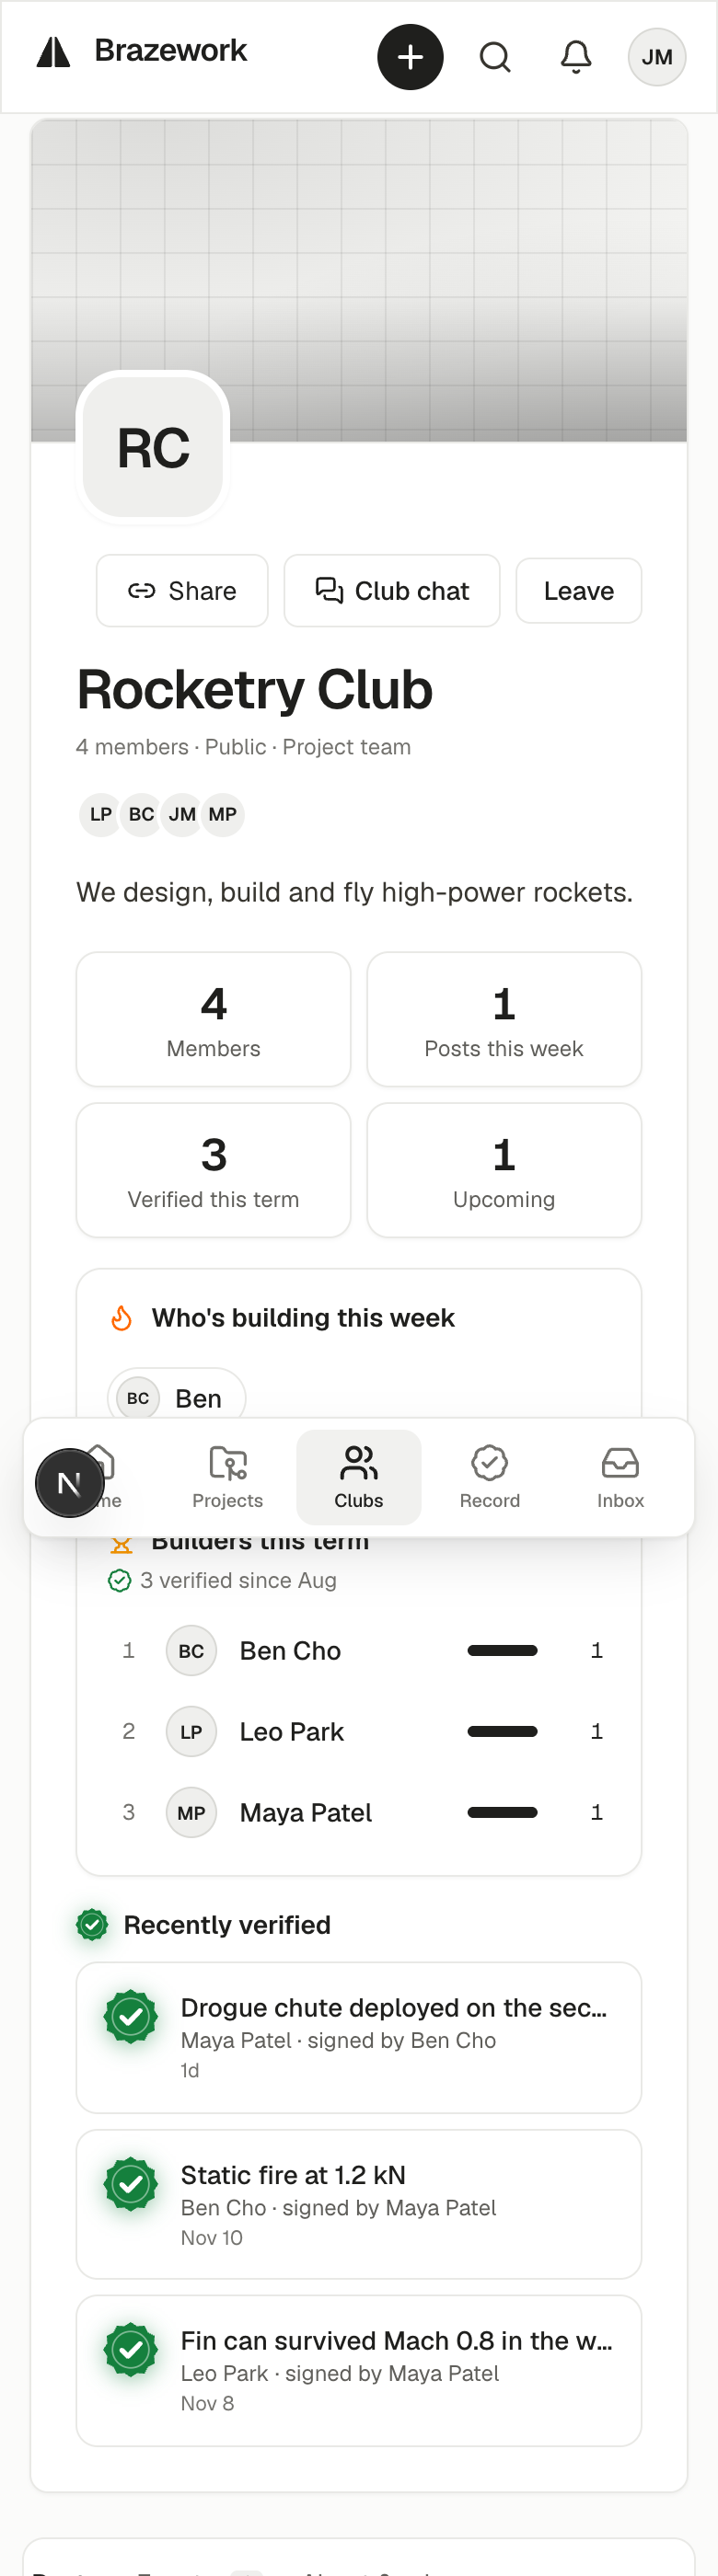 Brazework
JM
RC
Share
Club chat
Leave
Rocketry Club
4 members · Public · Project team
LP BC JM MP
We design, build and fly high-power rockets.
4
Members
1
Posts this week
3
Verified this term
1
Upcoming
Who's building this week
BC Ben
N
me
Projects
Clubs
Record
Inbox
Builders this term
3 verified since Aug
1 BC Ben Cho 1
2 LP Leo Park 1
3 MP Maya Patel 1
Recently verified
Drogue chute deployed on the sec...
Maya Patel · signed by Ben Cho
1d
Static fire at 1.2 kN
Ben Cho · signed by Maya Patel
Nov 10
Fin can survived Mach 0.8 in the w...
Leo Park · signed by Maya Patel
Nov 8